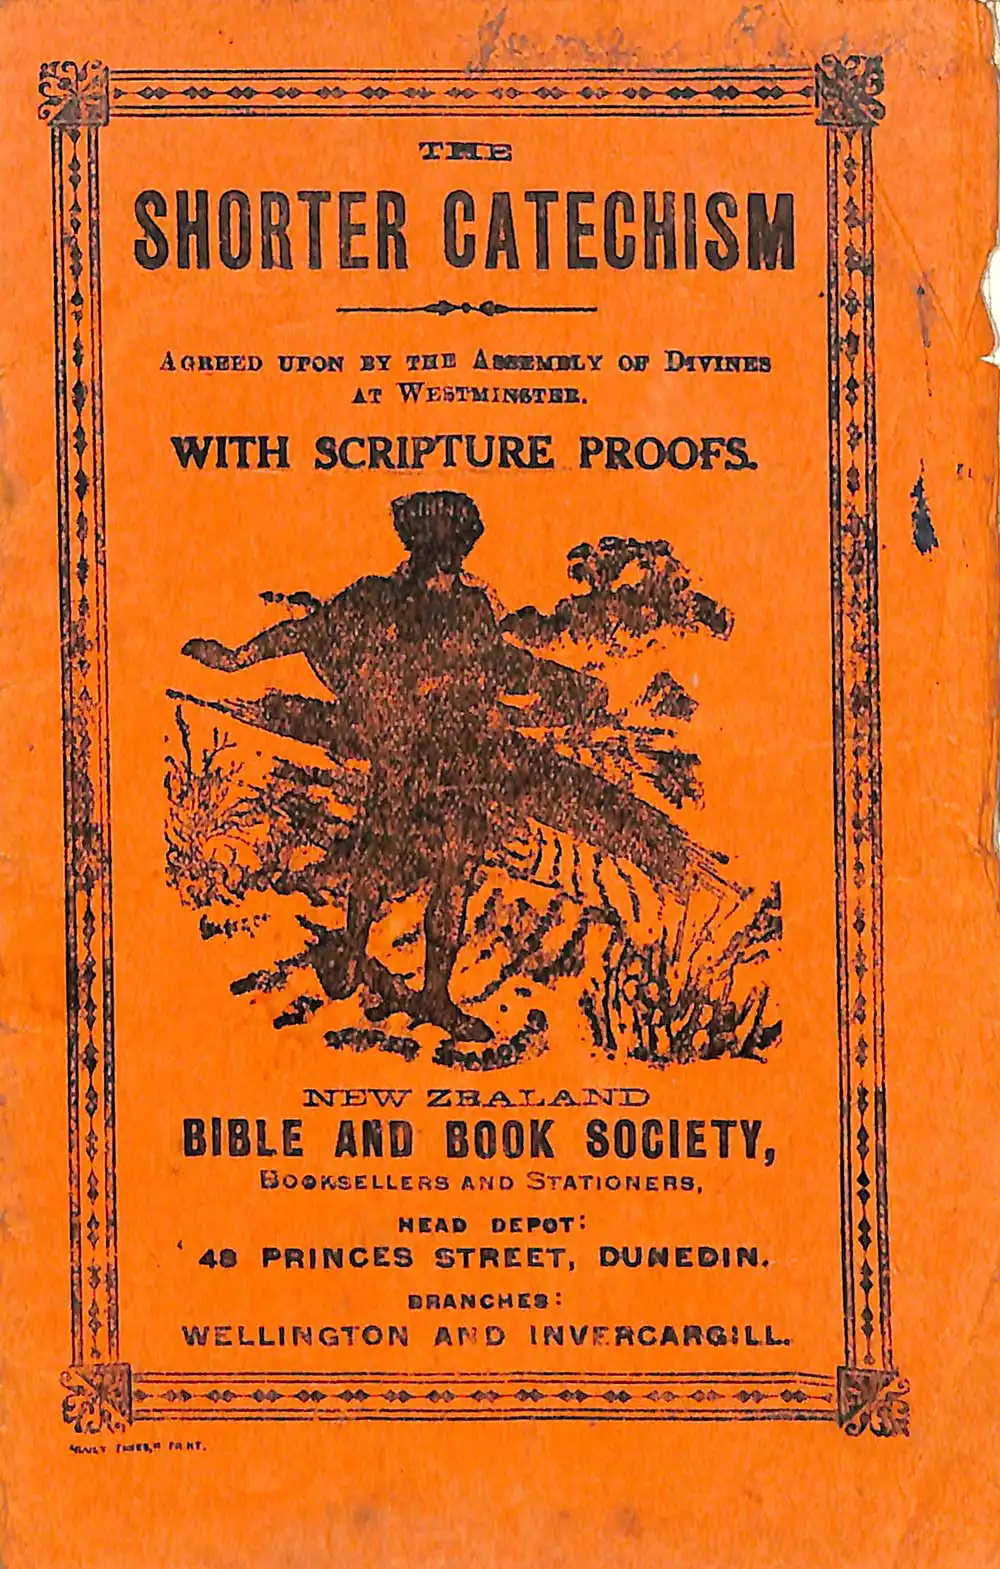 THE
SHORTER CATECHISM
AGREED UPON BY THE ASSEMBLY OF DIVINES
AT WESTMINSTER.
WITH SCRIPTURE PROOFS.
NEW ZEALAND
BIBLE AND BOOK SOCIETY,
BOOKSELLERS AND STATIONERS,
HEAD DEPOT:
48 PRINCES STREET, DUNEDIN.
BRANCHES:
WELLINGTON AND INVERCARGILL.
PRINT.